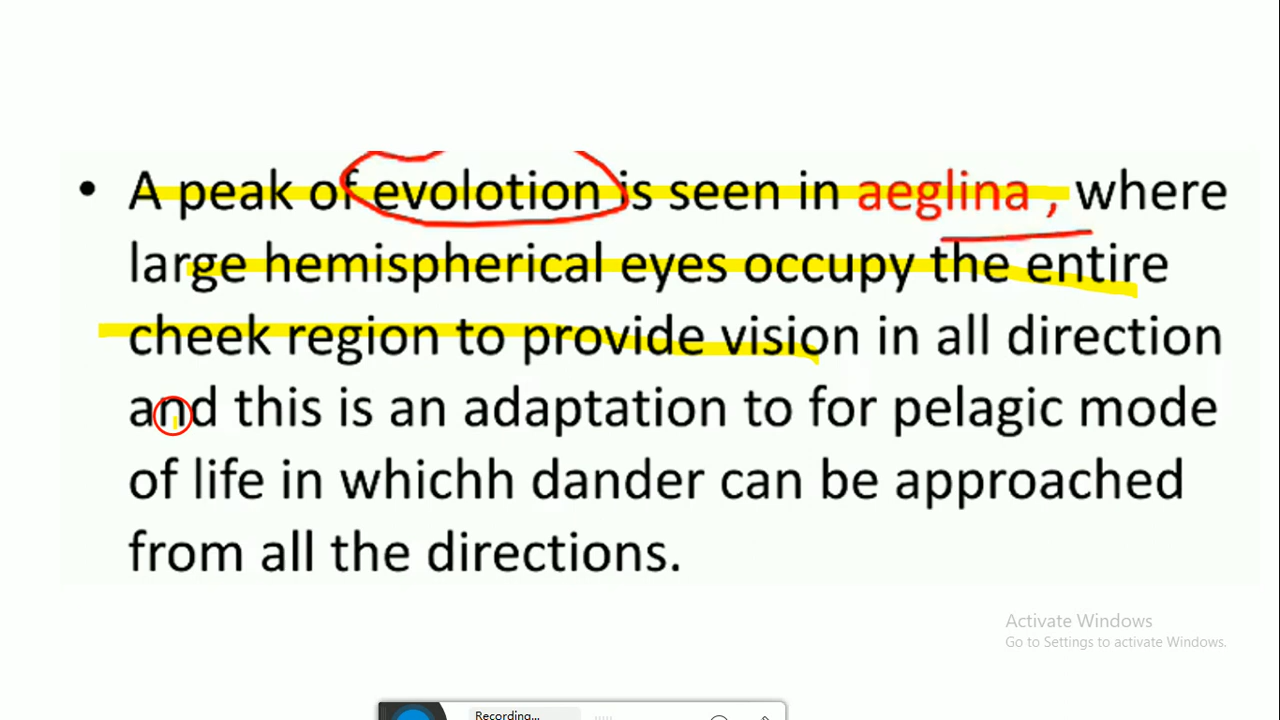 • A peak of evolotion is seen in aeglina , where
large hemispherical eyes occupy the entire
cheek region to provide vision in all direction
and this is an adaptation to for pelagic mode
of life in whichh dander can be approached
from all the directions.
Activate Windows
Go to Settings to activate Windows.
Recording...